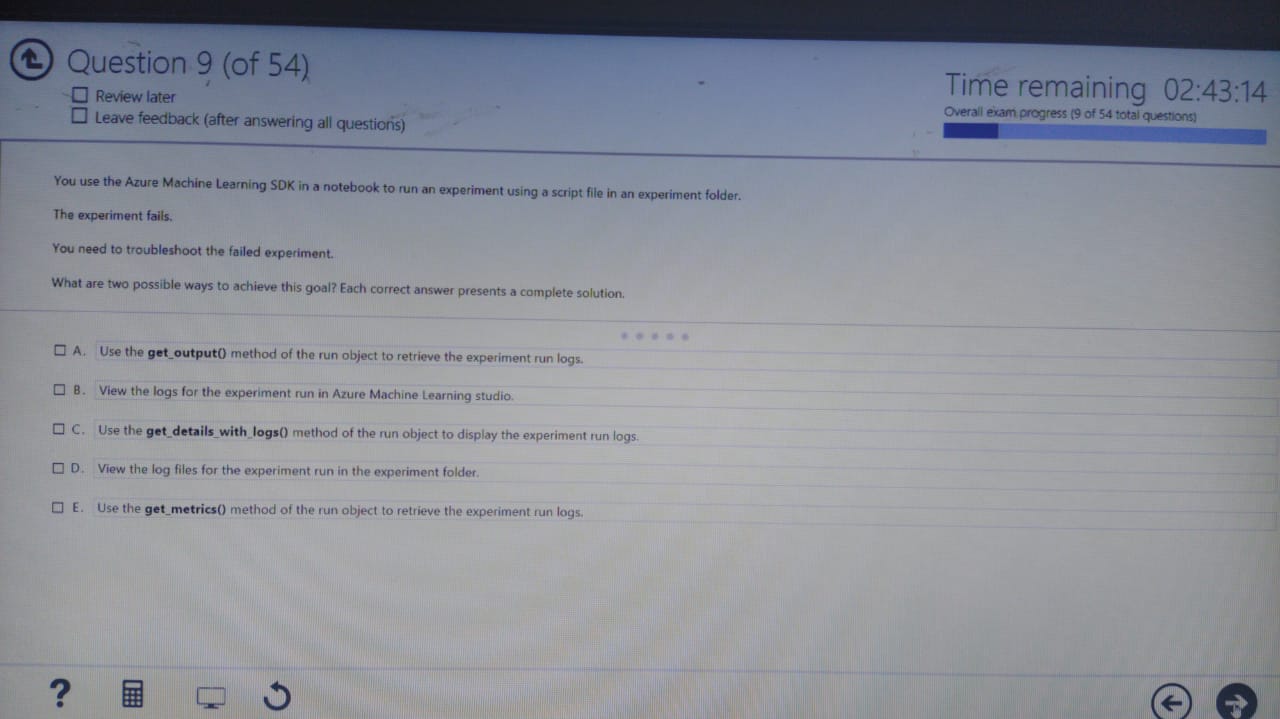 Question 9 (of 54)
Review later
Leave feedback (after answering all questions)
Time remaining 02:43:14
Overall exam progress (9 of 54 total questions)
You use the Azure Machine Learning SDK in a notebook to run an experiment using a script file in an experiment folder.
The experiment fails.
You need to troubleshoot the failed experiment.
What are two possible ways to achieve this goal? Each correct answer presents a complete solution.
A. Use the get_output() method of the run object to retrieve the experiment run logs.
B. View the logs for the experiment run in Azure Machine Learning studio.
C. Use the get_details_with_logs() method of the run object to display the experiment run logs.
D. View the log files for the experiment run in the experiment folder.
E. Use the get_metrics() method of the run object to retrieve the experiment run logs.
?